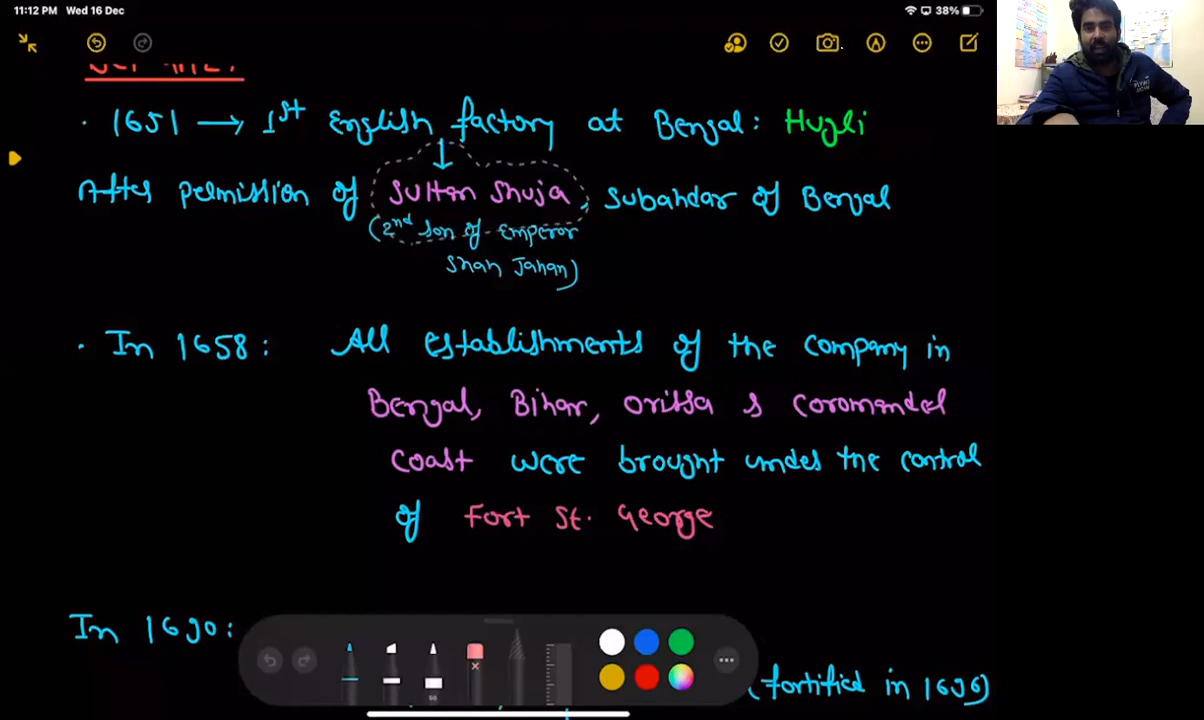 11:12 PM Wed 16 Dec
38%
· 1651 → 1st English factory at Bengal: Hugli
After permission of Sultan Shuja, Subahdar of Bengal
(2nd Son of Emperor
Shah Jahan)
· In 1658: All establishments of the company in
Bengal, Bihar, Orissa & Coromandel
Coast were brought under the control
of Fort St. George
In 1690:
(fortified in 1696)